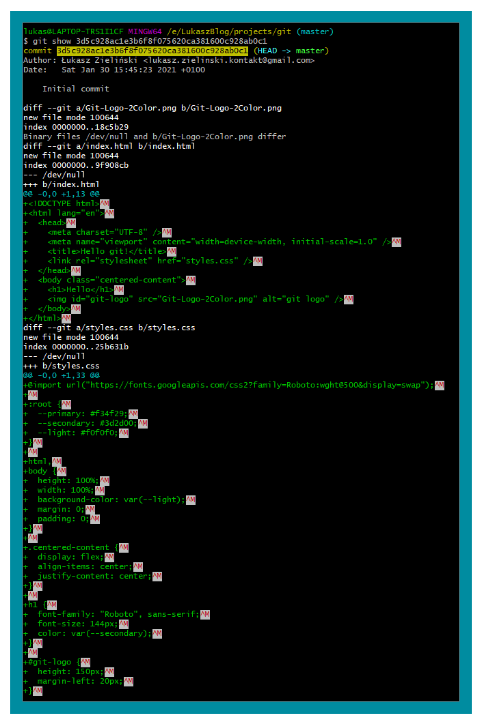 lukas@LAPTOP-TRS1I1CF MINGW64 /e/Lukasz8log/projects/git (master)
$ git show 3d5c928ac1e3b6f8f075620ca381600c928ab0c1
commit 3d5c928ac1e3b6f8f075620ca381600c928ab0c1 (HEAD -> master)
Author: Łukasz Zieliński <lukasz.zielinski.kontakt@gmail.com>
Date:   Sat Jan 30 15:45:23 2021 +0100
    Initial commit
diff --git a/Git-Logo-2Color.png b/Git-Logo-2Color.png
new file mode 100644
index 0000000..18c5b29
Binary files /dev/null and b/Git-Logo-2Color.png differ
diff --git a/index.html b/index.html
new file mode 100644
index 0000000..9f908cb
--- /dev/null
+++ b/index.html
@@ -0,0 +1,13 @@
+<!DOCTYPE html>^M
+<html lang="en">^M
+  <head>^M
+    <meta charset="UTF-8" />^M
+    <meta name="viewport" content="width=device-width, initial-scale=1.0" />^M
+    <title>Hello git!</title>^M
+    <link rel="stylesheet" href="styles.css" />^M
+  </head>^M
+  <body class="centered-content">^M
+    <h1>Hello</h1>^M
+    <img id="git-logo" src="Git-Logo-2Color.png" alt="git logo" />^M
+  </body>^M
+</html>^M
diff --git a/styles.css b/styles.css
new file mode 100644
index 0000000..25b631b
--- /dev/null
+++ b/styles.css
@@ -0,0 +1,33 @@
+@import url("https://fonts.googleapis.com/css2?family=Roboto:wght@500&display=swap");^M
+^M
+:root {^M
+  --primary: #f34f29;^M
+  --secondary: #3d2d00;^M
+  --light: #f0f0f0;^M
+}^M
+^M
+html,^M
+body {^M
+  height: 100%;^M
+  width: 100%;^M
+  background-color: var(--light);^M
+  margin: 0;^M
+  padding: 0;^M
+}^M
+^M
+.centered-content {^M
+  display: flex;^M
+  align-items: center;^M
+  justify-content: center;^M
+}^M
+^M
+h1 {^M
+  font-family: "Roboto", sans-serif;^M
+  font-size: 144px;^M
+  color: var(--secondary);^M
+}^M
+^M
+#git-logo {^M
+  height: 150px;^M
+  margin-left: 20px;^M
+}^M